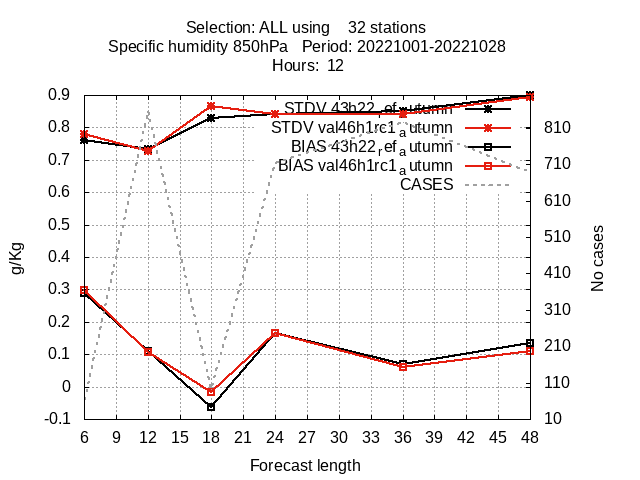 Selection: ALL using 32 stations
Specific humidity 850hPa Period: 20221001-20221028
Hours: 12
STDV 43h22_ref_autumn
STDV val46h1rc1_autumn
BIAS 43h22_ref_autumn
BIAS val46h1rc1_autumn
CASES
0.9
0.8
0.7
0.6
0.5
0.4
0.3
0.2
0.1
0
-0.1
g/Kg
810
710
610
510
410
310
210
110
10
No cases
6 9 12 15 18 21 24 27 30 33 36 39 42 45 48
Forecast length